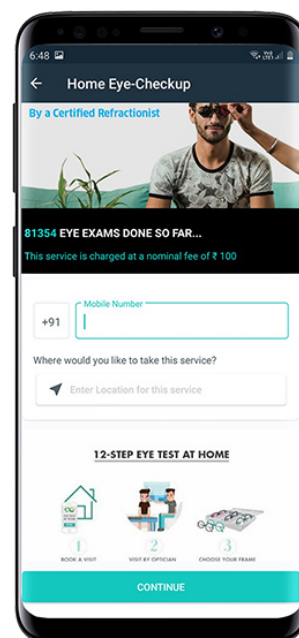 6:48
Home Eye-Checkup
By a Certified Refractionist
81354 EYE EXAMS DONE SO FAR...
This service is charged at a nominal fee of ₹ 100
Mobile Number
+91
Where would you like to take this service?
Enter Location for this service
12-STEP EYE TEST AT HOME
1 2 3
BOOK A VISIT VISIT BY OPTICIAN CHOOSE YOUR FRAME
CONTINUE